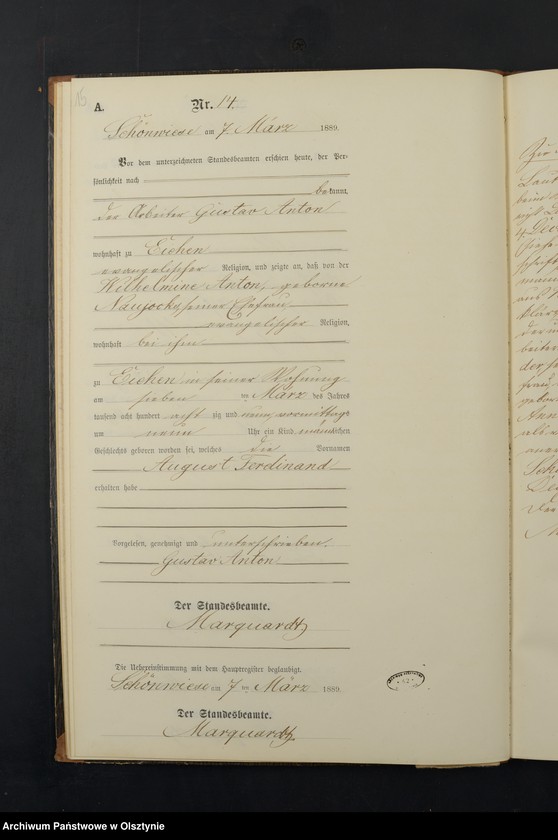 15
A.
Nr. 14.
Schönwiese am 7 März 1889.
Vor dem unterzeichneten Standesbeamten erschien heute, der Per-
sönlichkeit nach
bekannt,
der Arbeiter Gustav Anton
wohnhaft zu Eichen
evangelischer Religion, und zeigte an, daß von der
Wilhelmine Anton, geborne
Naujocks, seiner Ehefrau,
evangelischer Religion,
wohnhaft bei ihm
zu Eichen in seiner Wohnung
am sieben ten März des Jahres
tausend acht hundert acht zig und neun, vormittags
um neun Uhr ein Kind männlichen
Geschlechts geboren worden sei, welches die Vornamen
August Ferdinand
erhalten habe
Vorgelesen, genehmigt und unterschrieben.
Gustav Anton
Der Standesbeamte.
Marquardt
Die Uebereinstimmung mit dem Hauptregister beglaubigt.
Schönwiese am 7 ten März 1889.
Der Standesbeamte.
Marquardt
Archiwum Państwowe w Olsztynie